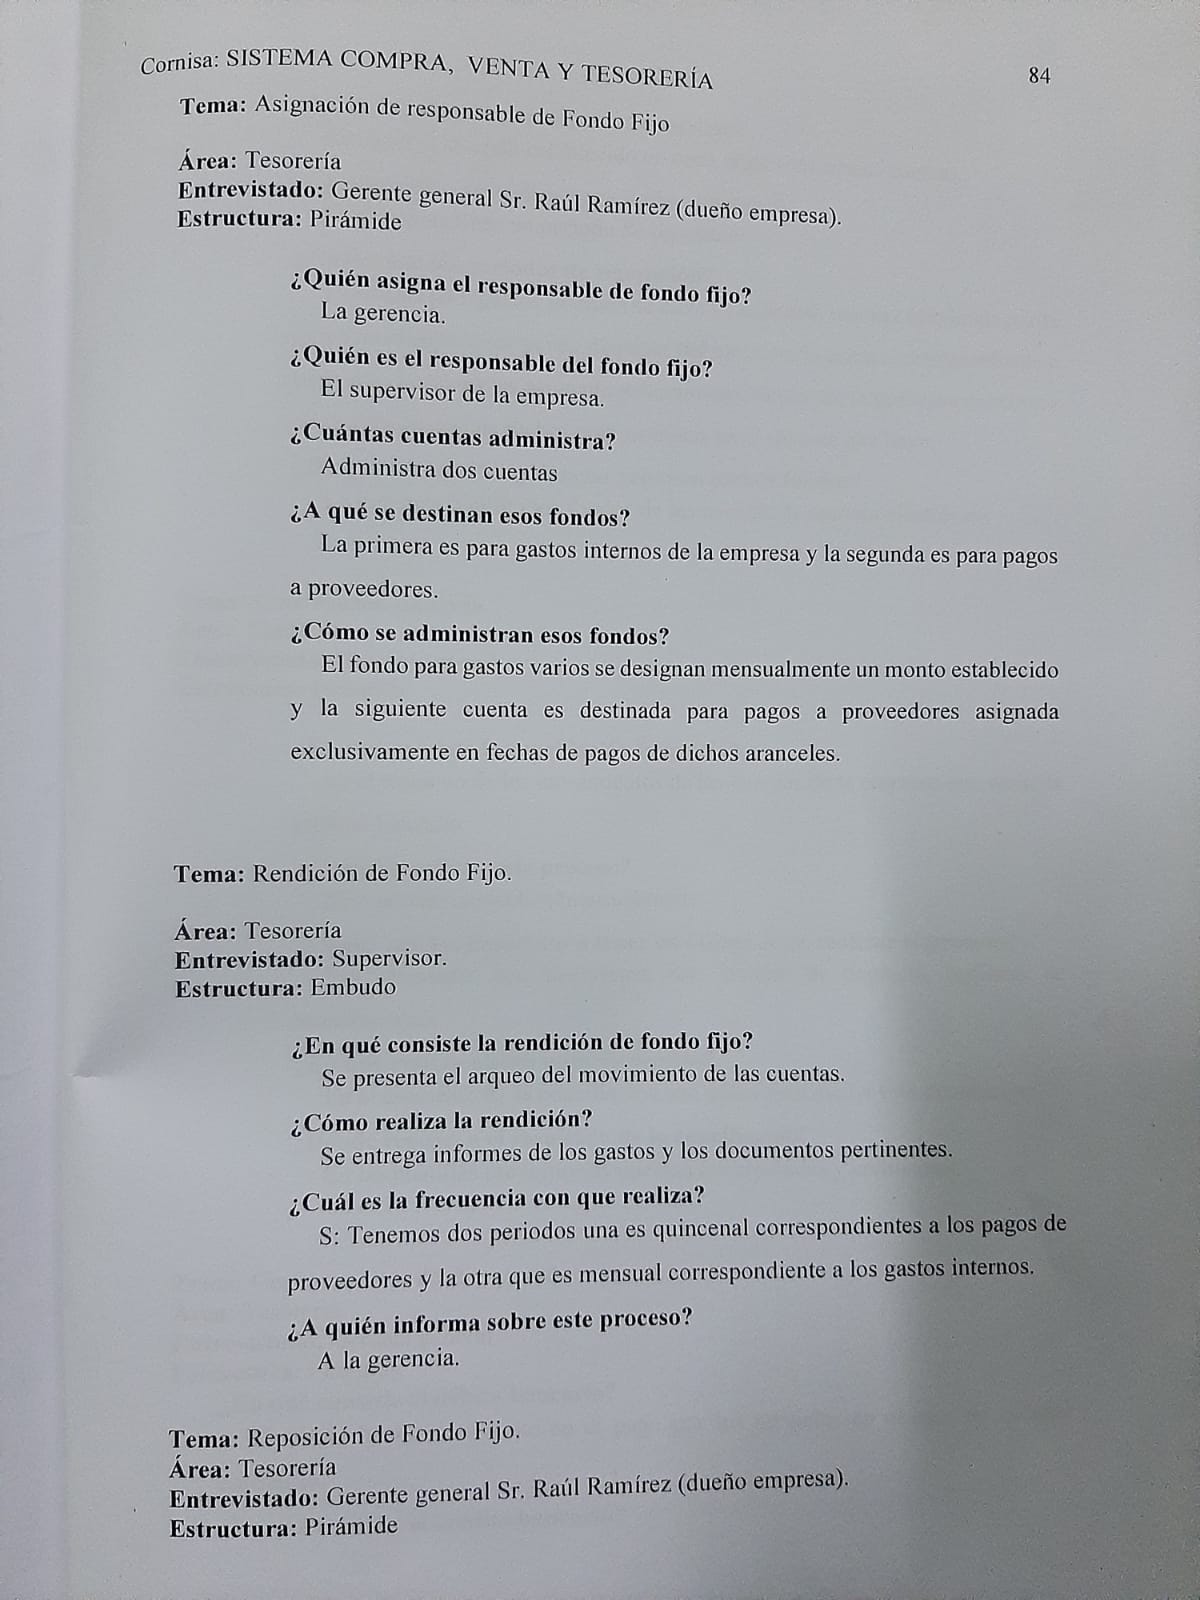 Cornisa: SISTEMA COMPRA, VENTA Y TESORERÍA 84
Tema: Asignación de responsable de Fondo Fijo
Área: Tesorería
Entrevistado: Gerente general Sr. Raúl Ramírez (dueño empresa).
Estructura: Pirámide
¿Quién asigna el responsable de fondo fijo?
La gerencia.
¿Quién es el responsable del fondo fijo?
El supervisor de la empresa.
¿Cuántas cuentas administra?
Administra dos cuentas
¿A qué se destinan esos fondos?
La primera es para gastos internos de la empresa y la segunda es para pagos
a proveedores.
¿Cómo se administran esos fondos?
El fondo para gastos varios se designan mensualmente un monto establecido
y la siguiente cuenta es destinada para pagos a proveedores asignada
exclusivamente en fechas de pagos de dichos aranceles.
Tema: Rendición de Fondo Fijo.
Área: Tesorería
Entrevistado: Supervisor.
Estructura: Embudo
¿En qué consiste la rendición de fondo fijo?
Se presenta el arqueo del movimiento de las cuentas.
¿Cómo realiza la rendición?
Se entrega informes de los gastos y los documentos pertinentes.
¿Cuál es la frecuencia con que realiza?
S: Tenemos dos periodos una es quincenal correspondientes a los pagos de
proveedores y la otra que es mensual correspondiente a los gastos internos.
¿A quién informa sobre este proceso?
A la gerencia.
Tema: Reposición de Fondo Fijo.
Área: Tesorería
Entrevistado: Gerente general Sr. Raúl Ramírez (dueño empresa).
Estructura: Pirámide